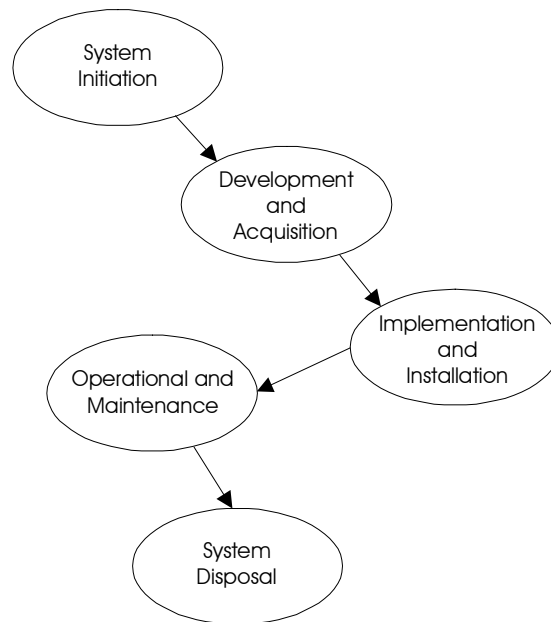 System
Initiation
Development
and
Acquisition
Implementation
and
Installation
Operational and
Maintenance
System
Disposal